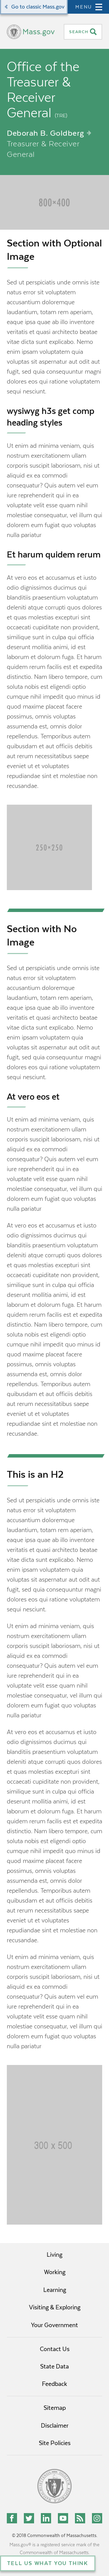 Go to classic Mass.gov
MENU
Mass.gov
SEARCH
Office of the
Treasurer &
Receiver
General (TRE)
Deborah B. Goldberg
Treasurer & Receiver
General
800×400
Section with Optional
Image
Sed ut perspiciatis unde omnis iste
natus error sit voluptatem
accusantium doloremque
laudantium, totam rem aperiam,
eaque ipsa quae ab illo inventore
veritatis et quasi architecto beatae
vitae dicta sunt explicabo. Nemo
enim ipsam voluptatem quia
voluptas sit aspernatur aut odit aut
fugit, sed quia consequuntur
magni dolores eos qui ratione
voluptatem sequi nesciunt.
wysiwyg h3s get comp
heading styles
Ut enim ad minima veniam, quis
nostrum exercitationem ullam
corporis suscipit laboriosam, nisi ut
aliquid ex ea commodi
consequatur? Quis autem vel eum
iure reprehenderit qui in ea
voluptate velit esse quam nihil
molestiae consequatur, vel illum qui
dolorem eum fugiat quo voluptas
nulla pariatur
Et harum quidem rerum
At vero eos et accusamus et iusto
odio dignissimos ducimus qui
blanditiis praesentium voluptatum
deleniti atque corrupti quos dolores
et quas molestias excepturi sint
occaecati cupiditate non provident,
similique sunt in culpa qui officia
deserunt mollitia animi, id est
laborum et dolorum fuga. Et harum
quidem rerum facilis est et expedita
distinctio. Nam libero tempore, cum
soluta nobis est eligendi optio
cumque nihil impedit quo minus id
quod maxime placeat facere
possimus, omnis voluptas
assumenda est, omnis dolor
repellendus. Temporibus autem
quibusdam et aut officiis debitis
aut rerum necessitatibus saepe
eveniet ut et voluptates
repudiandae sint et molestiae non
recusandae.
250×250
Section with No
Image
Sed ut perspiciatis unde omnis iste
natus error sit voluptatem
accusantium doloremque
laudantium, totam rem aperiam,
eaque ipsa quae ab illo inventore
veritatis et quasi architecto beatae
vitae dicta sunt explicabo. Nemo
enim ipsam voluptatem quia
voluptas sit aspernatur aut odit aut
fugit, sed quia consequuntur magni
dolores eos qui ratione voluptatem
sequi nesciunt.
At vero eos et
Ut enim ad minima veniam, quis
nostrum exercitationem ullam
corporis suscipit laboriosam, nisi ut
aliquid ex ea commodi
consequatur? Quis autem vel eum
iure reprehenderit qui in ea
voluptate velit esse quam nihil
molestiae consequatur, vel illum qui
dolorem eum fugiat quo voluptas
nulla pariatur
At vero eos et accusamus et iusto
odio dignissimos ducimus qui
blanditiis praesentium voluptatum
deleniti atque corrupti quos dolores
et quas molestias excepturi sint
occaecati cupiditate non provident,
similique sunt in culpa qui officia
deserunt mollitia animi, id est
laborum et dolorum fuga. Et harum
quidem rerum facilis est et expedita
distinctio. Nam libero tempore, cum
soluta nobis est eligendi optio
cumque nihil impedit quo minus id
quod maxime placeat facere
possimus, omnis voluptas
assumenda est, omnis dolor
repellendus. Temporibus autem
quibusdam et aut officiis debitis
aut rerum necessitatibus saepe
eveniet ut et voluptates
repudiandae sint et molestiae non
recusandae.
This is an H2
Sed ut perspiciatis unde omnis iste
natus error sit voluptatem
accusantium doloremque
laudantium, totam rem aperiam,
eaque ipsa quae ab illo inventore
veritatis et quasi architecto beatae
vitae dicta sunt explicabo. Nemo
enim ipsam voluptatem quia
voluptas sit aspernatur aut odit aut
fugit, sed quia consequuntur magni
dolores eos qui ratione voluptatem
sequi nesciunt.
Ut enim ad minima veniam, quis
nostrum exercitationem ullam
corporis suscipit laboriosam, nisi ut
aliquid ex ea commodi
consequatur? Quis autem vel eum
iure reprehenderit qui in ea
voluptate velit esse quam nihil
molestiae consequatur, vel illum qui
dolorem eum fugiat quo voluptas
nulla pariatur
At vero eos et accusamus et iusto
odio dignissimos ducimus qui
blanditiis praesentium voluptatum
deleniti atque corrupti quos dolores
et quas molestias excepturi sint
occaecati cupiditate non provident,
similique sunt in culpa qui officia
deserunt mollitia animi, id est
laborum et dolorum fuga. Et harum
quidem rerum facilis est et expedita
distinctio. Nam libero tempore, cum
soluta nobis est eligendi optio
cumque nihil impedit quo minus id
quod maxime placeat facere
possimus, omnis voluptas
assumenda est, omnis dolor
repellendus. Temporibus autem
quibusdam et aut officiis debitis
aut rerum necessitatibus saepe
eveniet ut et voluptates
repudiandae sint et molestiae non
recusandae.
Ut enim ad minima veniam, quis
nostrum exercitationem ullam
corporis suscipit laboriosam, nisi ut
aliquid ex ea commodi
consequatur? Quis autem vel eum
iure reprehenderit qui in ea
voluptate velit esse quam nihil
molestiae consequatur, vel illum qui
dolorem eum fugiat quo voluptas
nulla pariatur
300 x 500
Living
Working
Learning
Visiting & Exploring
Your Government
Contact Us
State Data
Feedback
Sitemap
Disclaimer
Site Policies
© 2018 Commonwealth of Massachusetts.
Mass.gov® is a registered service mark of the
Commonwealth of Massachusetts.
TELL US WHAT YOU THINK